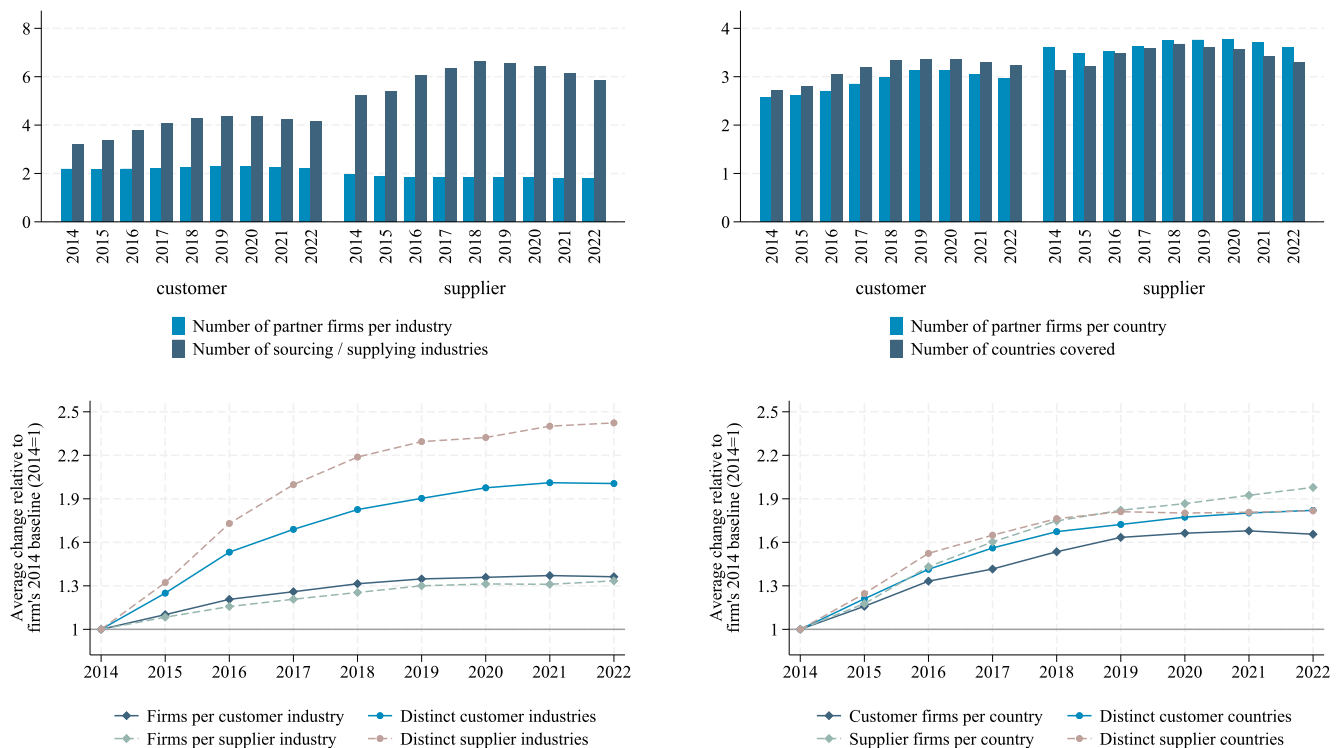 8
6
4
2
0
2014 2015 2016 2017 2018 2019 2020 2021 2022 2014 2015 2016 2017 2018 2019 2020 2021 2022
customer supplier
Number of partner firms per industry
Number of sourcing / supplying industries
4
3
2
1
0
2014 2015 2016 2017 2018 2019 2020 2021 2022 2014 2015 2016 2017 2018 2019 2020 2021 2022
customer supplier
Number of partner firms per country
Number of countries covered
Average change relative to
firm's 2014 baseline (2014=1)
2.5
2.2
1.9
1.6
1.3
1
2014 2015 2016 2017 2018 2019 2020 2021 2022
Firms per customer industry Distinct customer industries
Firms per supplier industry Distinct supplier industries
Average change relative to
firm's 2014 baseline (2014=1)
2.5
2.2
1.9
1.6
1.3
1
2014 2015 2016 2017 2018 2019 2020 2021 2022
Customer firms per country Distinct customer countries
Supplier firms per country Distinct supplier countries